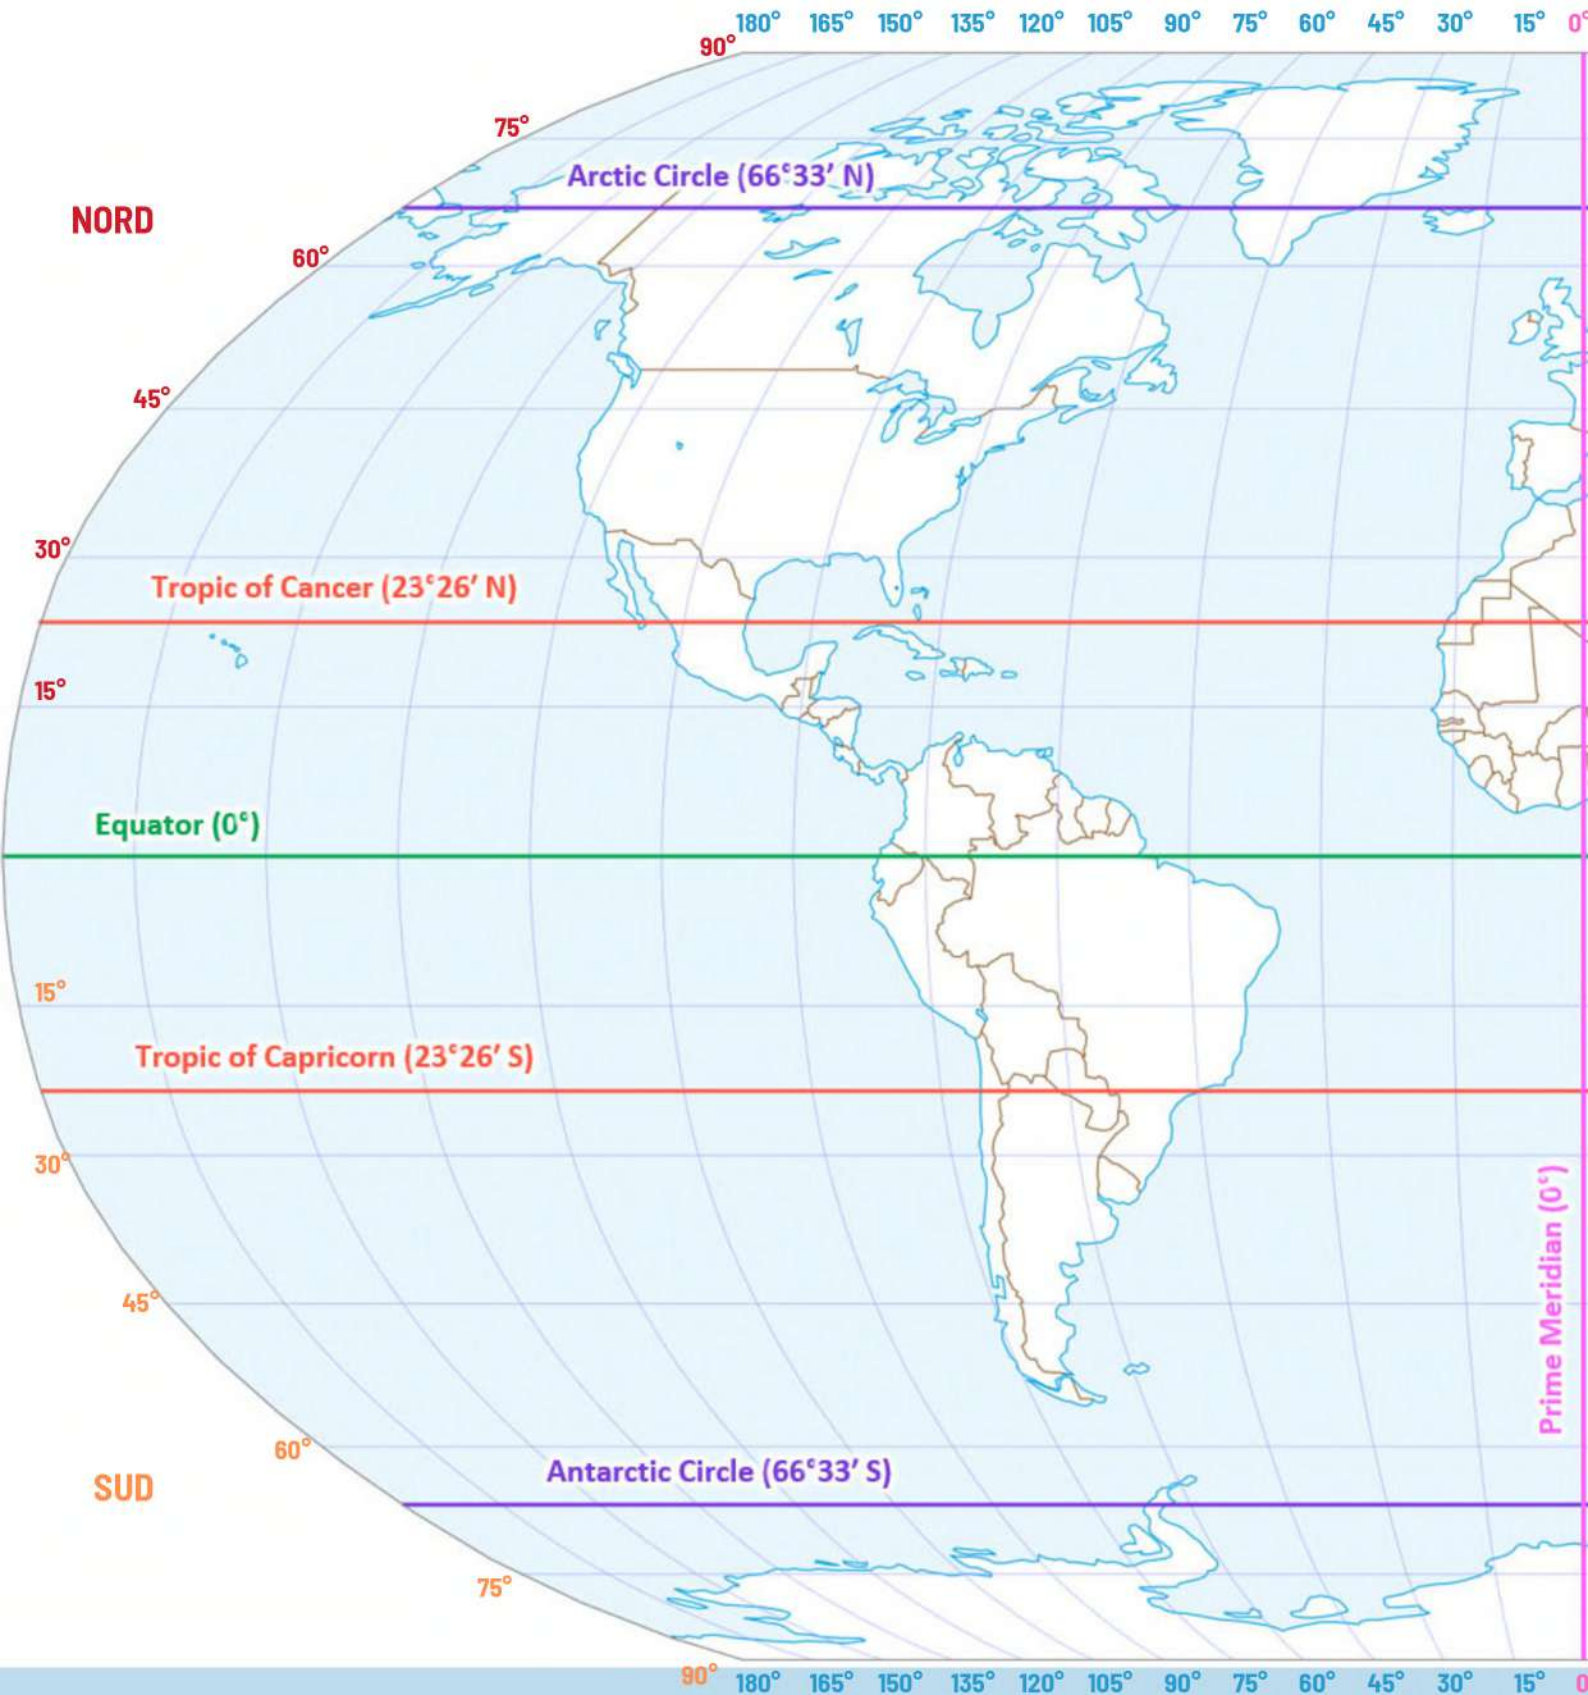 180° 165° 150° 135° 120° 105° 90° 75° 60° 45° 30° 15° 0°
90°
75°
Arctic Circle (66°33′ N)
NORD
60°
45°
30°
Tropic of Cancer (23°26′ N)
15°
Equator (0°)
15°
Tropic of Capricorn (23°26′ S)
30°
Prime Meridian (0°)
45°
60°
Antarctic Circle (66°33′ S)
SUD
75°
90°
180° 165° 150° 135° 120° 105° 90° 75° 60° 45° 30° 15° 0